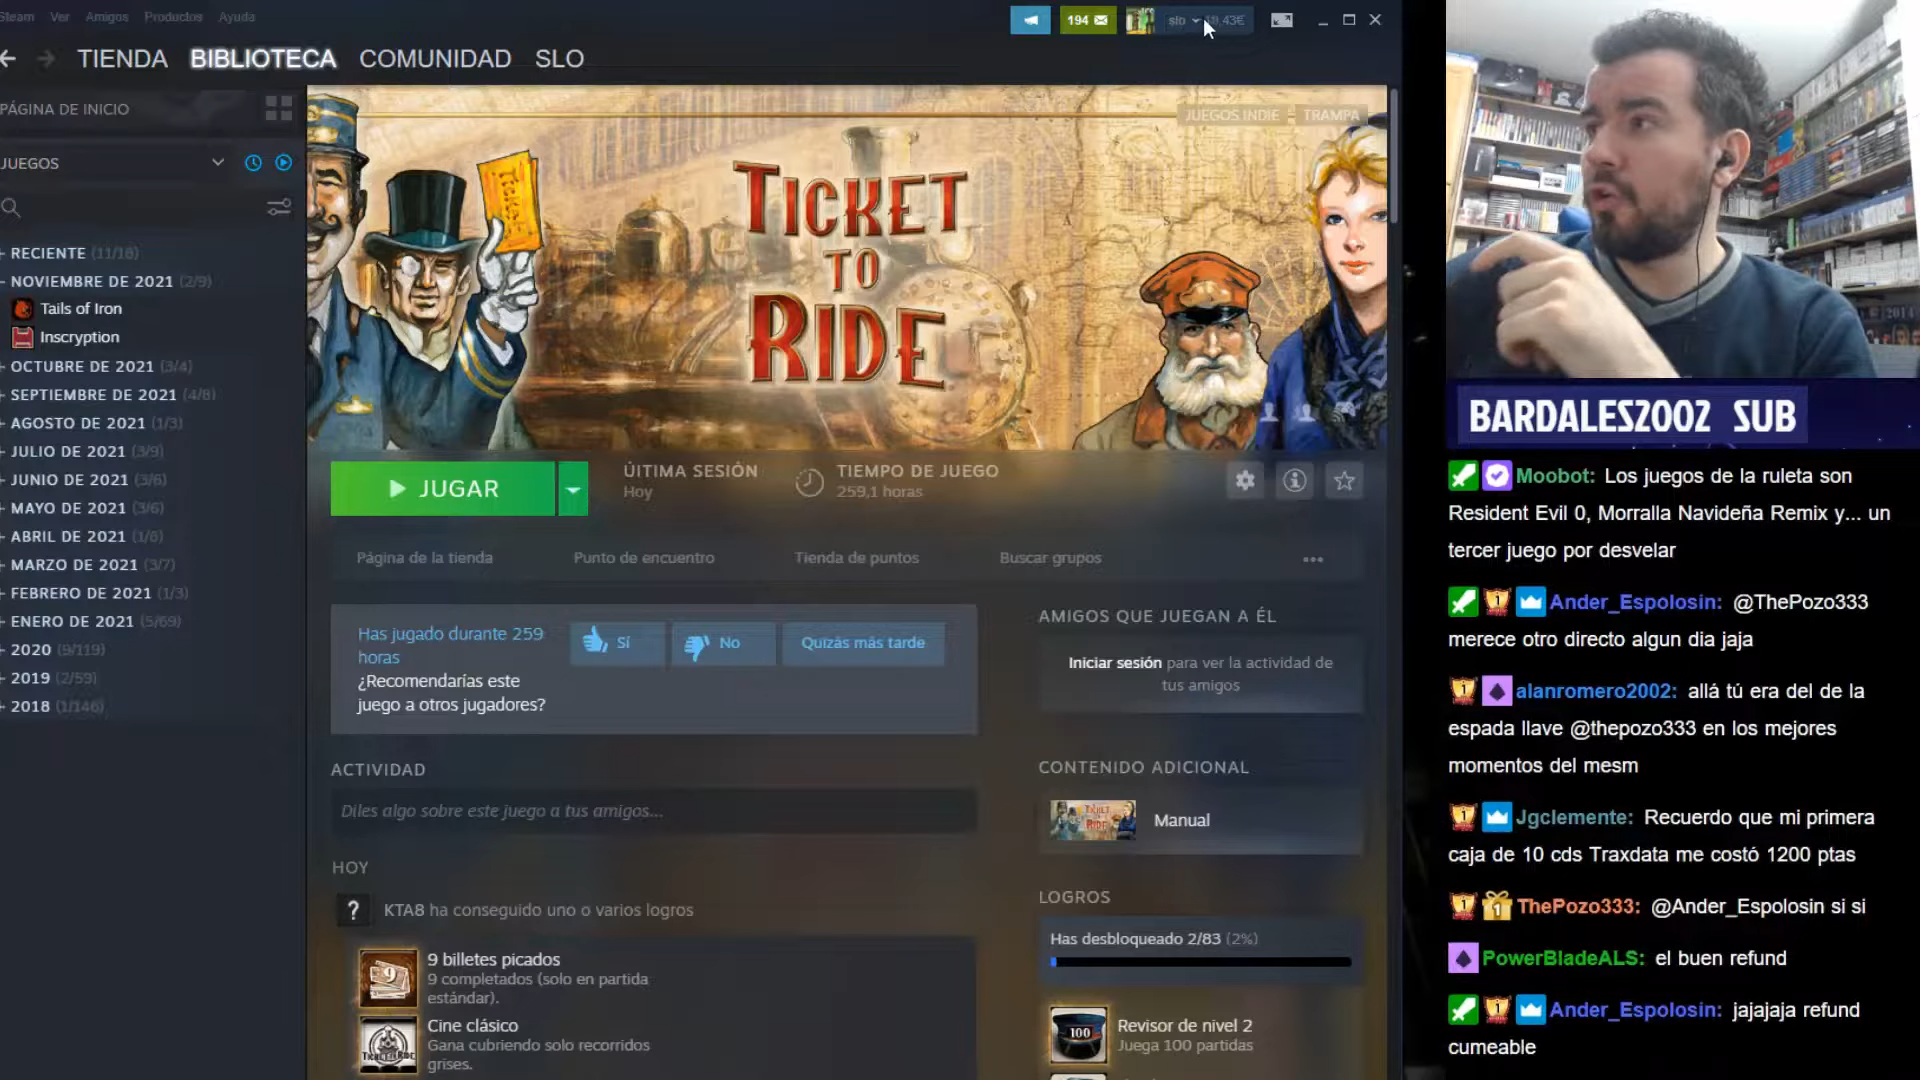 Steam Ver Amigos Productos Ayuda
194
slo
TIENDA BIBLIOTECA COMUNIDAD SLO
PÁGINA DE INICIO
JUEGOS
RECIENTE (11/16)
NOVIEMBRE DE 2021 (2/9)
Tails of Iron
Inscryption
OCTUBRE DE 2021 (3/4)
SEPTIEMBRE DE 2021 (4/8)
AGOSTO DE 2021 (1/3)
JULIO DE 2021 (3/9)
JUNIO DE 2021 (3/6)
MAYO DE 2021 (3/6)
ABRIL DE 2021 (1/6)
MARZO DE 2021 (3/7)
FEBRERO DE 2021 (1/3)
ENERO DE 2021 (5/69)
2020 (9/119)
2019 (2/59)
2018 (1/146)
JUEGOS INDIE TRAMPA
Ticket
TICKET
TO
RIDE
JUGAR
ÚLTIMA SESIÓN
Hoy
TIEMPO DE JUEGO
259,1 horas
Página de la tienda Punto de encuentro Tienda de puntos Buscar grupos
Has jugado durante 259
horas
¿Recomendarías este
juego a otros jugadores?
Sí No Quizás más tarde
ACTIVIDAD
Diles algo sobre este juego a tus amigos...
HOY
? KTA8 ha conseguido uno o varios logros
9
9 billetes picados
9 completados (solo en partida
estándar).
TICKET TO RIDE
Cine clásico
Gana cubriendo solo recorridos
grises.
AMIGOS QUE JUEGAN A ÉL
Iniciar sesión para ver la actividad de
tus amigos
CONTENIDO ADICIONAL
TICKET TO RIDE
Manual
LOGROS
Has desbloqueado 2/83 (2%)
100
Revisor de nivel 2
Juega 100 partidas
2014
BARDALES2002 SUB
Moobot: Los juegos de la ruleta son
Resident Evil 0, Morralla Navideña Remix y... un
tercer juego por desvelar
Ander_Espolosin: @ThePozo333
merece otro directo algun dia jaja
alanromero2002: allá tú era del de la
espada llave @thepozo333 en los mejores
momentos del mesm
Jgclemente: Recuerdo que mi primera
caja de 10 cds Traxdata me costó 1200 ptas
ThePozo333: @Ander_Espolosin si si
PowerBladeALS: el buen refund
Ander_Espolosin: jajajaja refund
cumeable